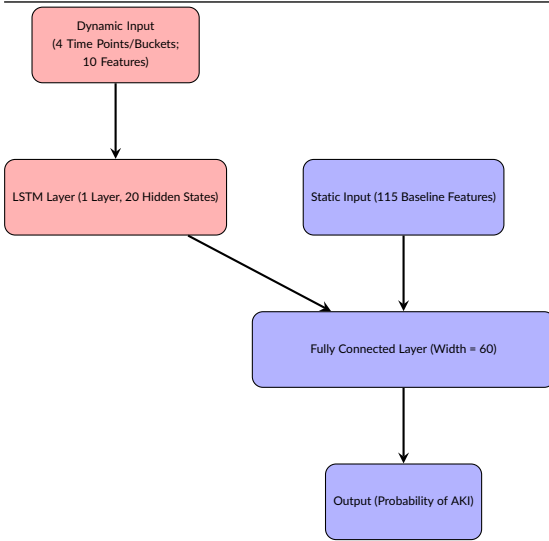 Dynamic Input
(4 Time Points/Buckets;
10 Features)
LSTM Layer (1 Layer, 20 Hidden States)
Static Input (115 Baseline Features)
Fully Connected Layer (Width = 60)
Output (Probability of AKI)